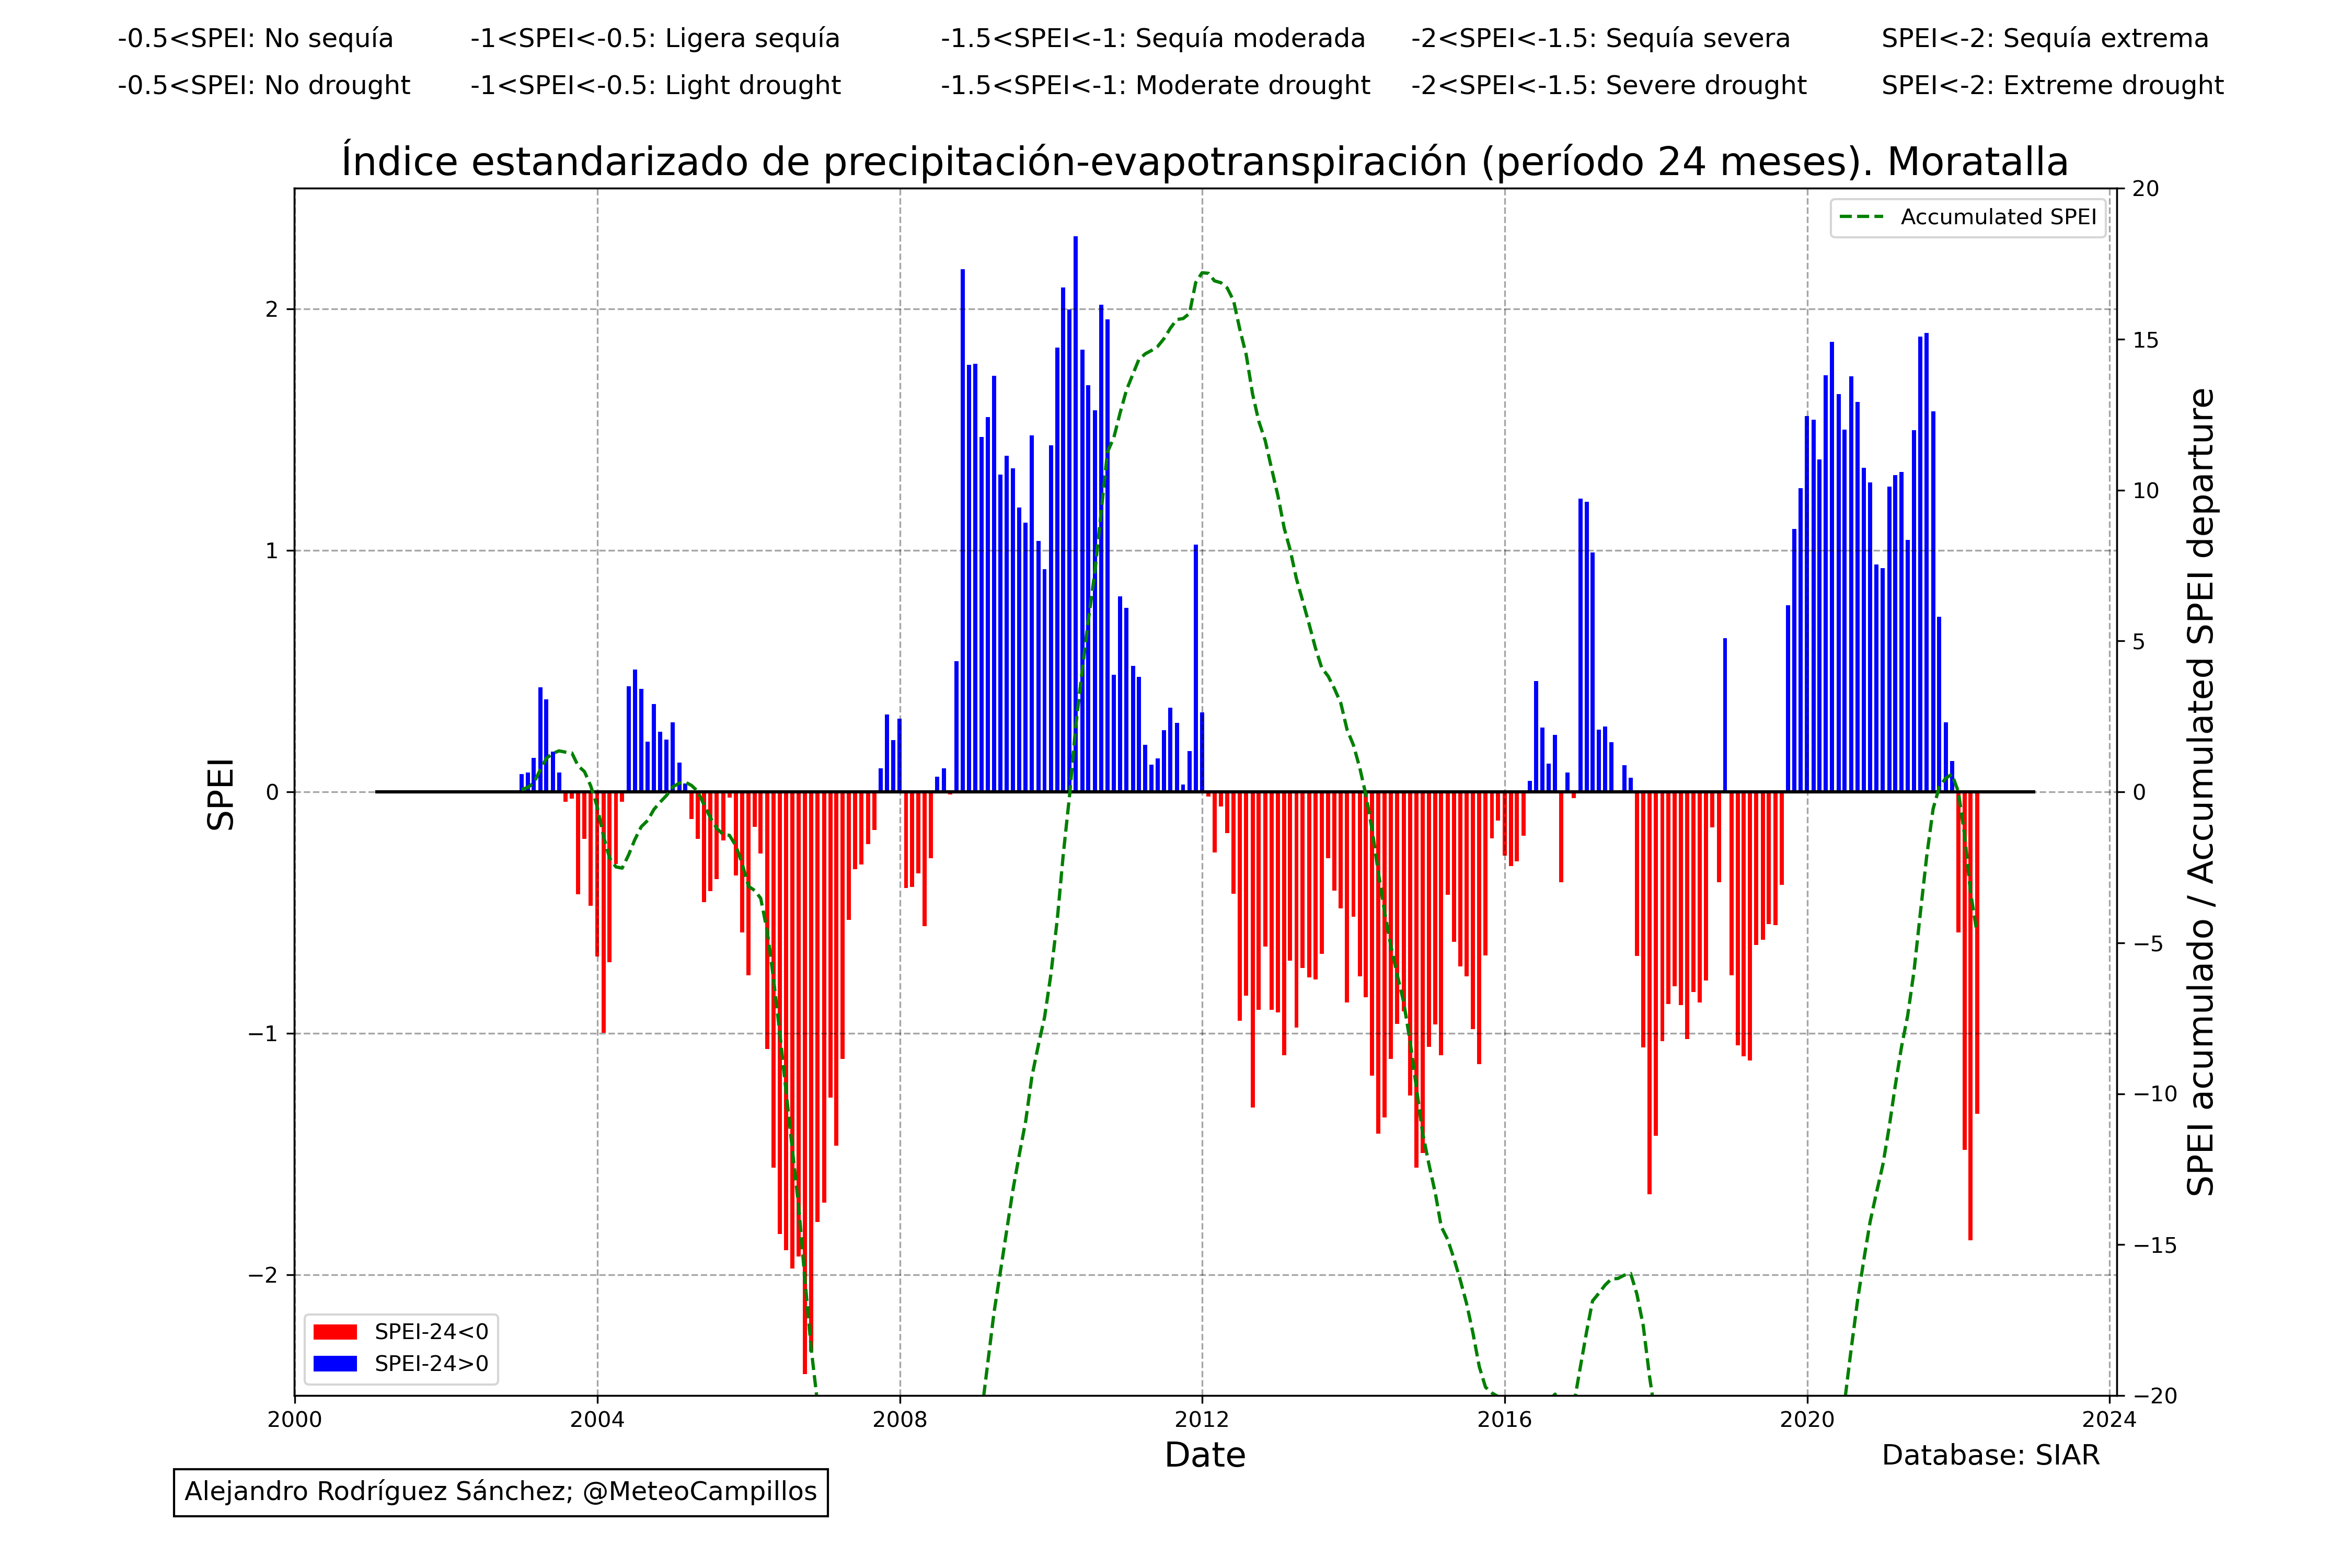 -0.5<SPEI: No sequía -1<SPEI<-0.5: Ligera sequía -1.5<SPEI<-1: Sequía moderada -2<SPEI<-1.5: Sequía severa SPEI<-2: Sequía extrema
-0.5<SPEI: No drought -1<SPEI<-0.5: Light drought -1.5<SPEI<-1: Moderate drought -2<SPEI<-1.5: Severe drought SPEI<-2: Extreme drought
Índice estandarizado de precipitación-evapotranspiración (período 24 meses). Moratalla
Accumulated SPEI
SPEI
2
1
0
−1
−2
20
15
10
5
0
−5
−10
−15
−20
SPEI acumulado / Accumulated SPEI departure
SPEI-24<0
SPEI-24>0
2000 2004 2008 2012 2016 2020 2024
Date
Database: SIAR
Alejandro Rodríguez Sánchez; @MeteoCampillos